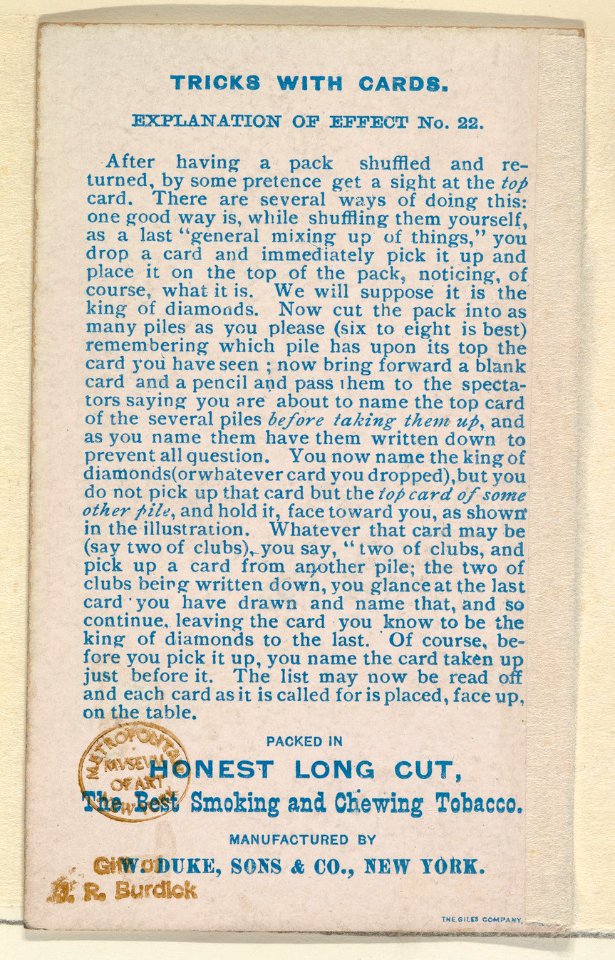 TRICKS WITH CARDS.
EXPLANATION OF EFFECT No. 22.
After having a pack shuffled and re-
turned, by some pretence get a sight at the top
card. There are several ways of doing this:
one good way is, while shuffling them yourself,
as a last "general mixing up of things," you
drop a card and immediately pick it up and
place it on the top of the pack, noticing, of
course, what it is. We will suppose it is the
king of diamonds. Now cut the pack into as
many piles as you please (six to eight is best)
remembering which pile has upon its top the
card you have seen ; now bring forward a blank
card and a pencil and pass them to the specta-
tors saying you are about to name the top card
of the several piles before taking them up, and
as you name them have them written down to
prevent all question. You now name the king of
diamonds(or whatever card you dropped), but you
do not pick up that card but the top card of some
other pile, and hold it, face toward you, as shown
in the illustration. Whatever that card may be
(say two of clubs), you say, "two of clubs, and
pick up a card from another pile; the two of
clubs being written down, you glance at the last
card you have drawn and name that, and so
continue, leaving the card you know to be the
king of diamonds to the last. Of course, be-
fore you pick it up, you name the card taken up
just before it. The list may now be read off
and each card as it is called for is placed, face up,
on the table.
PACKED IN
HONEST LONG CUT,
The Best Smoking and Chewing Tobacco.
MANUFACTURED BY
W. DUKE, SONS & CO., NEW YORK.
THE GILES COMPANY.
METROPOLITAN
MVSEVM
OF ART
NEW YORK
Gift of
R. Burdick